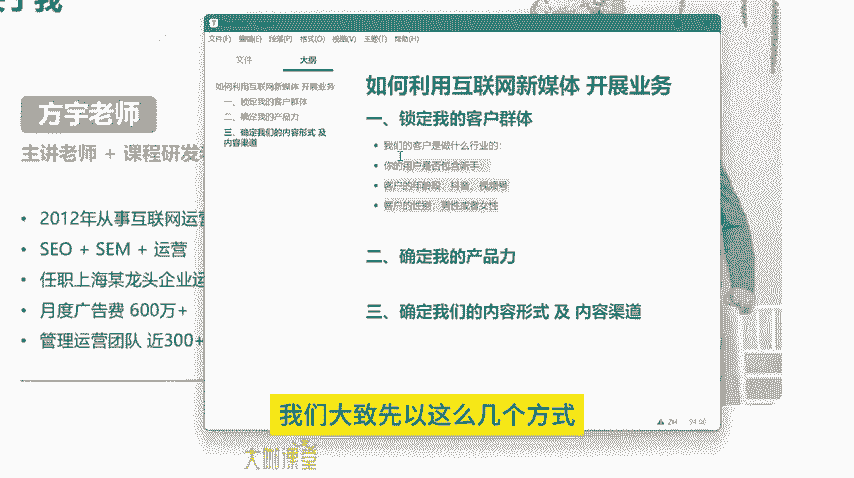 于我
方宇老师
主讲老师 + 课程研发
2012年从事互联网运营
SEO + SEM + 运营
任职上海某龙头企业运
月度广告费 600万+
管理运营团队 近300+
文件(F) 编辑(E) 段落(P) 格式(O) 视图(V) 主题(T) 帮助(H)
文件
大纲
如何利用互联网新媒体 开展业务
一、锁定我的客户群体
二、确定我的产品力
三、确定我们的内容形式 及
内容渠道
如何利用互联网新媒体 开展业务
一、锁定我的客户群体
我们的客户是做什么行业的:
你的用户是否包含新手
客户的年龄段,抖音,视频号
客户的性别,男性或者女性
二、确定我的产品力
三、确定我们的内容形式 及 内容渠道
我们大致先以这么几个方式